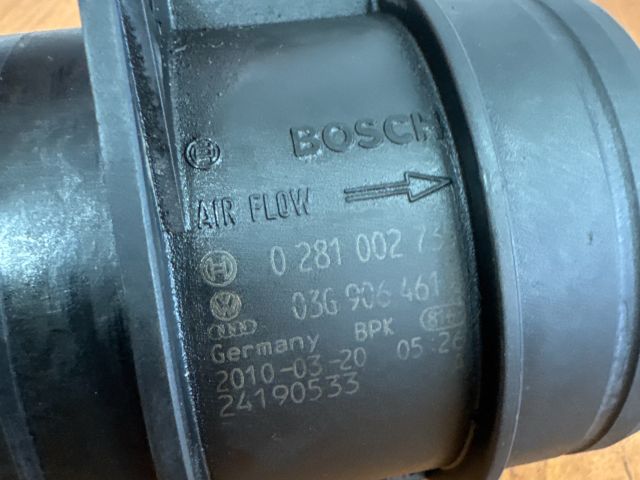 BOSCH
AIR FLOW
0 281 002 73
03G 906 461
Germany BPK
2010-03-20 05:26
24190533